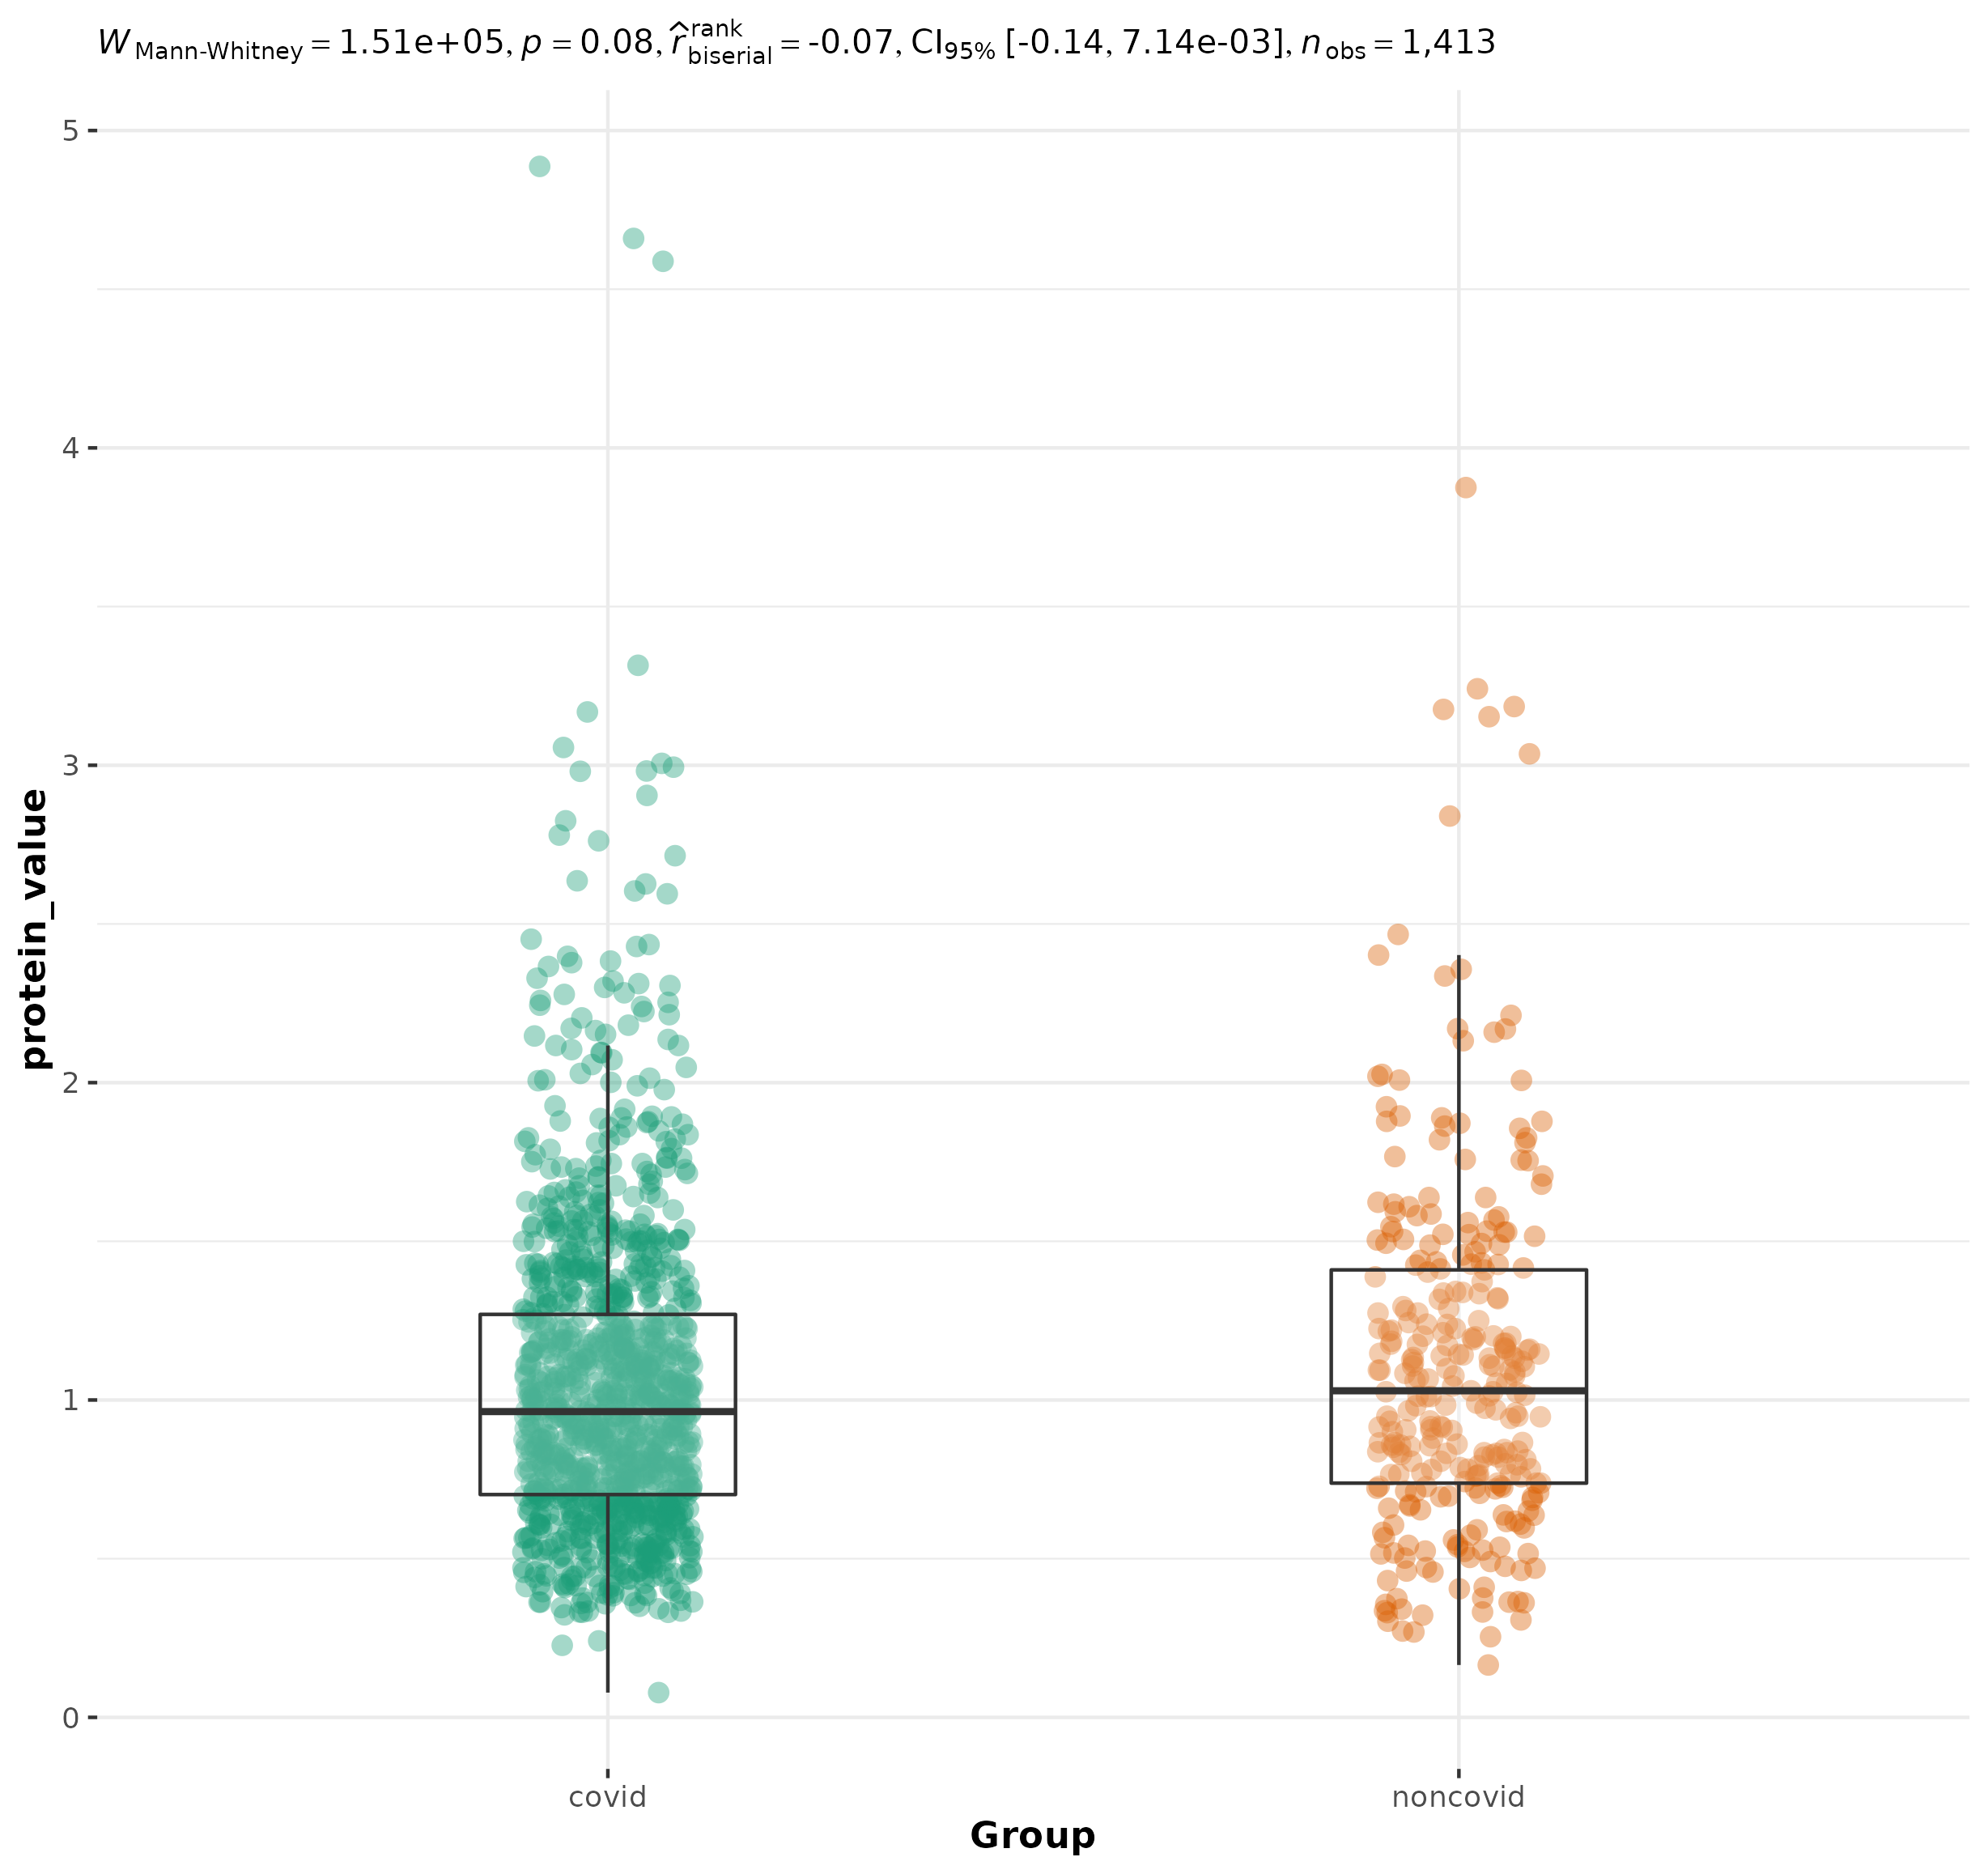 W Mann-Whitney = 1.51e+05, p = 0.08, r̂ rank biserial = -0.07, CI95% [-0.14, 7.14e-03], n obs = 1,413
5
4
3
2
1
0
protein_value
covid noncovid
Group